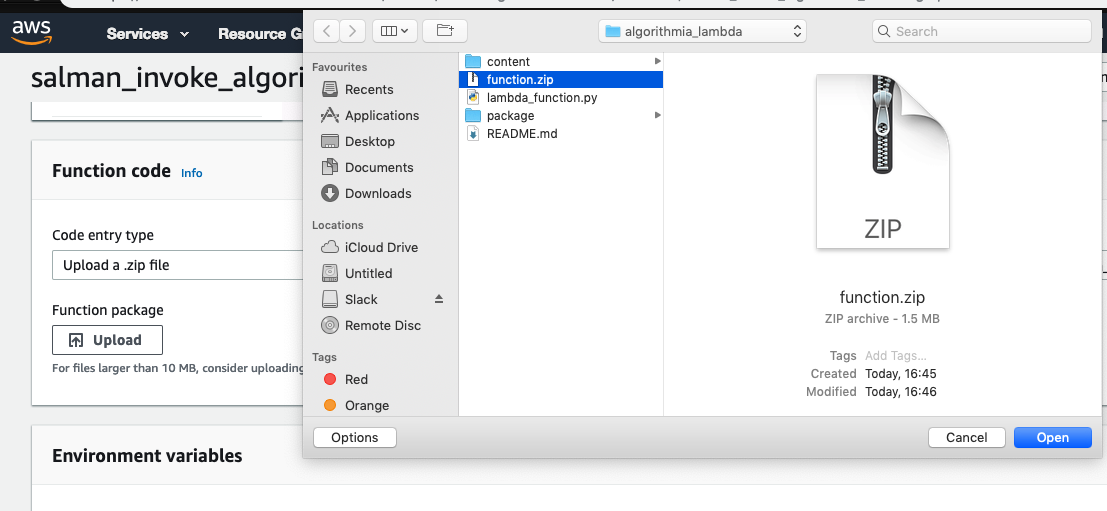 aws
Services
Resource G
salman_invoke_algori
Function code Info
Code entry type
Upload a .zip file
Function package
Upload
For files larger than 10 MB, consider uploading
Environment variables
algorithmia_lambda
Search
Favourites
Recents
Applications
Desktop
Documents
Downloads
Locations
iCloud Drive
Untitled
Slack
Remote Disc
Tags
Red
Orange
content
function.zip
lambda_function.py
package
README.md
ZIP
function.zip
ZIP archive - 1.5 MB
Tags Add Tags...
Created Today, 16:45
Modified Today, 16:46
Options
Cancel
Open